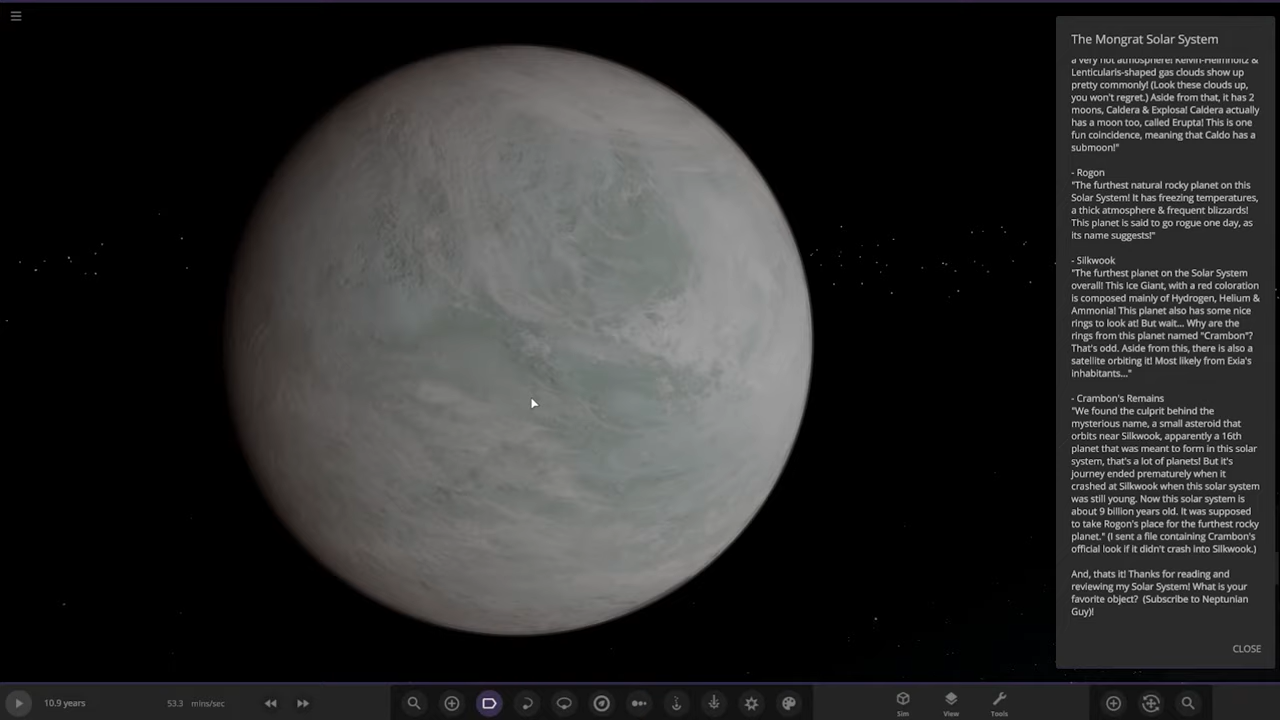 The Mongrat Solar System
a very hot atmosphere! Kelvin-Helmholtz &
Lenticularis-shaped gas clouds show up
pretty commonly! (Look these clouds up,
you won't regret.) Aside from that, it has 2
moons, Caldera & Explosa! Caldera actually
has a moon too, called Erupta! This is one
fun coincidence, meaning that Caldo has a
submoon!"
- Rogon
"The furthest natural rocky planet on this
Solar System! It has freezing temperatures,
a thick atmosphere & frequent blizzards!
This planet is said to go rogue one day, as
its name suggests!"
- Silkwook
"The furthest planet on the Solar System
overall! This Ice Giant, with a red coloration
is composed mainly of Hydrogen, Helium &
Ammonia! This planet also has some nice
rings to look at! But wait... Why are the
rings from this planet named "Crambon"?
That's odd. Aside from this, there is also a
satellite orbiting it! Most likely from Exia's
inhabitants..."
- Crambon's Remains
"We found the culprit behind the
mysterious name, a small asteroid that
orbits near Silkwook, apparently a 16th
planet that was meant to form in this solar
system, that's a lot of planets! But it's
journey ended prematurely when it
crashed at Silkwook when this solar system
was still young. Now this solar system is
about 9 billion years old. It was supposed
to take Rogon's place for the furthest rocky
planet." (I sent a file containing Crambon's
official look if it didn't crash into Silkwook.)
And, thats it! Thanks for reading and
reviewing my Solar System! What is your
favorite object? (Subscribe to Neptunian
Guy)!
CLOSE
10.9 years
53.3 mins/sec
Sim
View
Tools